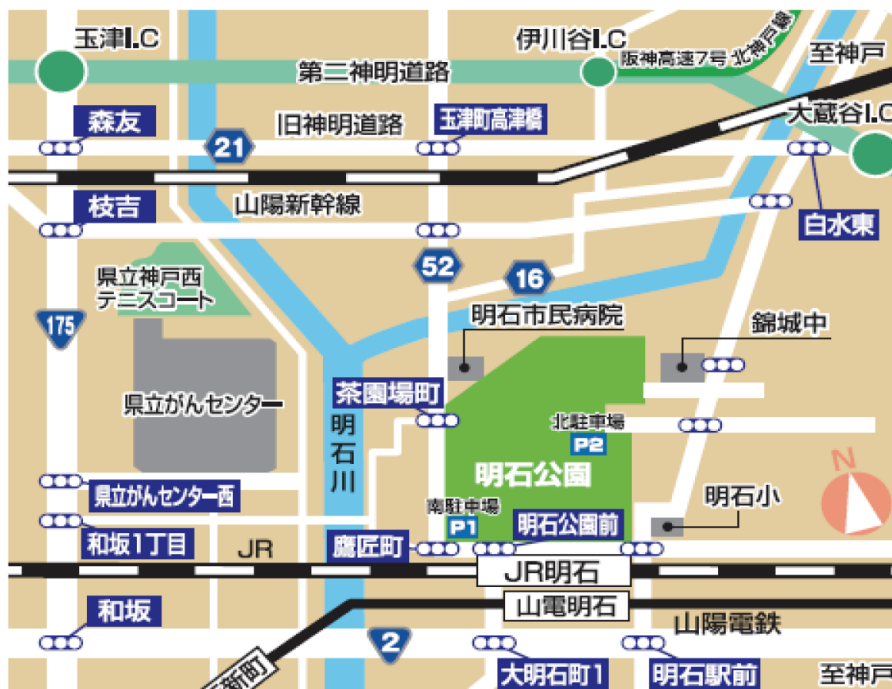 玉津I.C
伊川谷I.C
阪神高速7号 北神戸線
至神戸
第二神明道路
大蔵谷I.C
森友
旧神明道路
玉津町高津橋
21
枝吉
山陽新幹線
白水東
52
16
県立神戸西
テニスコート
175
明石市民病院
錦城中
県立がんセンター
茶園場町
明石川
北駐車場
P2
明石公園
県立がんセンター西
南駐車場
P1
明石公園前
明石小
N
和坂1丁目
JR
鷹匠町
JR明石
山電明石
和坂
山陽電鉄
2
新町
大明石町1
明石駅前
至神戸